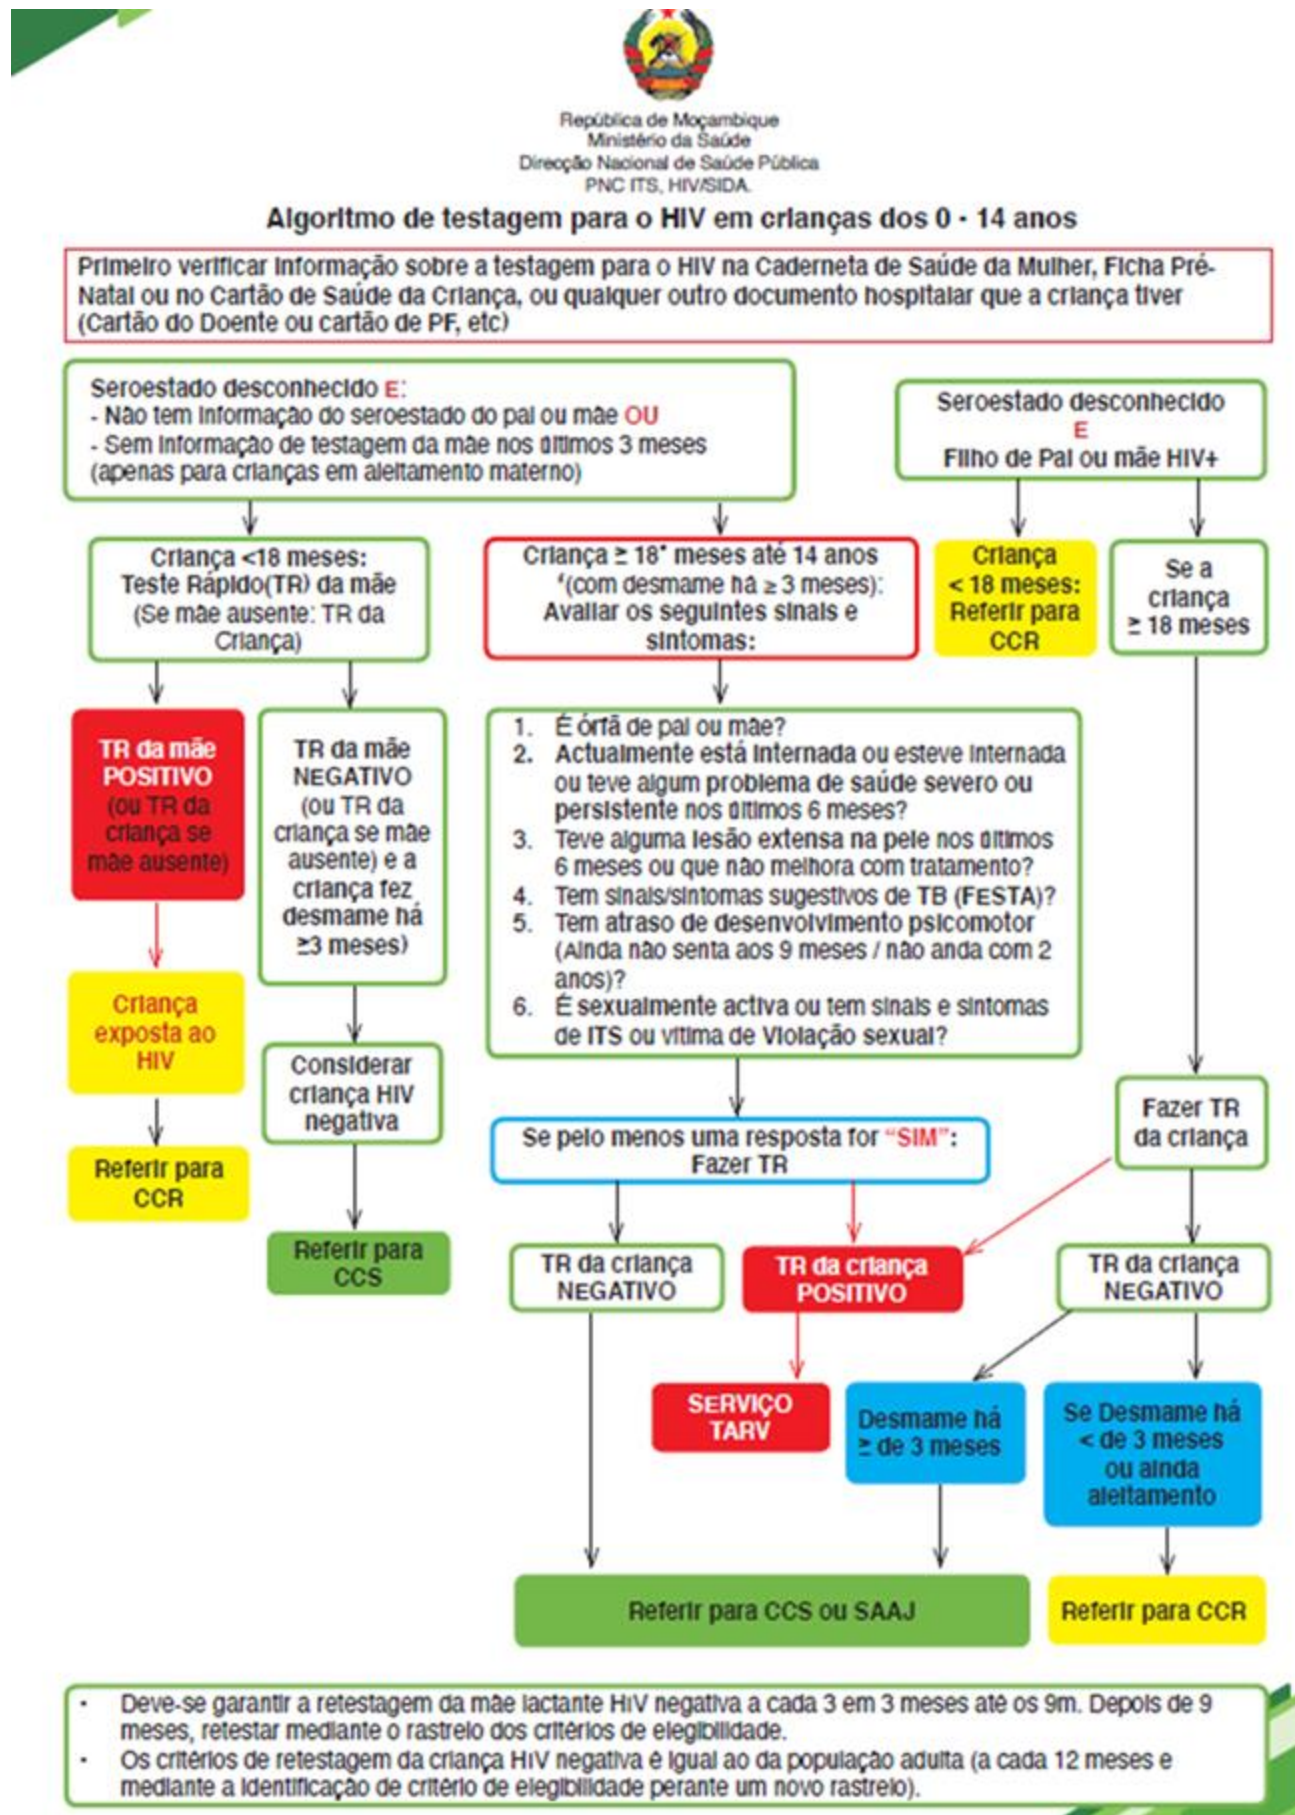 República de Moçambique
Ministério da Saúde
Direcção Nacional de Saúde Pública
PNC ITS, HIV/SIDA.
Algoritmo de testagem para o HIV em crianças dos 0 - 14 anos
Primeiro verificar informação sobre a testagem para o HIV na Caderneta de Saúde da Mulher, Ficha Pré-
Natal ou no Cartão de Saúde da Criança, ou qualquer outro documento hospitalar que a criança tiver
(Cartão do Doente ou cartão de PF, etc)
Seroestado desconhecido E:
- Não tem informação do seroestado do pai ou mãe OU
- Sem informação de testagem da mãe nos últimos 3 meses
(apenas para crianças em aleitamento materno)
Seroestado desconhecido
E
Filho de Pai ou mãe HIV+
Criança <18 meses:
Teste Rápido(TR) da mãe
(Se mãe ausente: TR da
Criança)
Criança ≥ 18* meses até 14 anos
*(com desmame há ≥ 3 meses):
Avaliar os seguintes sinais e
sintomas:
Criança
< 18 meses:
Referir para
CCR
Se a
criança
≥ 18 meses
TR da mãe
POSITIVO
(ou TR da
criança se
mãe ausente)
TR da mãe
NEGATIVO
(ou TR da
criança se mãe
ausente) e a
criança fez
desmame há
≥3 meses)
1. É órfã de pai ou mãe?
2. Actualmente está internada ou esteve internada
ou teve algum problema de saúde severo ou
persistente nos últimos 6 meses?
3. Teve alguma lesão extensa na pele nos últimos
6 meses ou que não melhora com tratamento?
4. Tem sinais/sintomas sugestivos de TB (FESTA)?
5. Tem atraso de desenvolvimento psicomotor
(Ainda não senta aos 9 meses / não anda com 2
anos)?
6. É sexualmente activa ou tem sinais e sintomas
de ITS ou vitima de Violação sexual?
Criança
exposta ao
HIV
Considerar
criança HIV
negativa
Referir para
CCR
Referir para
CCS
Se pelo menos uma resposta for “SIM”:
Fazer TR
Fazer TR
da criança
TR da criança
NEGATIVO
TR da criança
POSITIVO
TR da criança
NEGATIVO
SERVIÇO
TARV
Desmame há
≥ de 3 meses
Se Desmame há
< de 3 meses
ou ainda
aleitamento
Referir para CCS ou SAAJ
Referir para CCR
• Deve-se garantir a retestagem da mãe lactante HIV negativa a cada 3 em 3 meses até os 9m. Depois de 9
meses, retestar mediante o rastreio dos critérios de elegibilidade.
• Os critérios de retestagem da criança HIV negativa é igual ao da população adulta (a cada 12 meses e
mediante a identificação de critério de elegibilidade perante um novo rastreio).